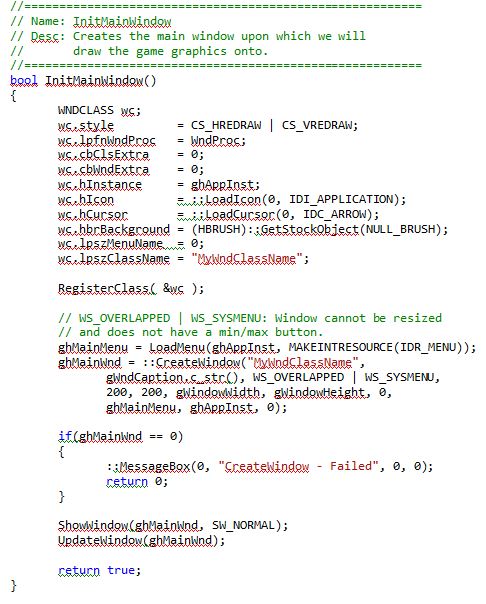 //=========================================================
// Name: InitMainWindow
// Desc: Creates the main window upon which we will
//       draw the game graphics onto.
//=========================================================
bool InitMainWindow()
{
      WNDCLASS wc;
      wc.style         = CS_HREDRAW | CS_VREDRAW;
      wc.lpfnWndProc   = WndProc;
      wc.cbClsExtra    = 0;
      wc.cbWndExtra    = 0;
      wc.hInstance     = ghAppInst;
      wc.hIcon         = ::LoadIcon(0, IDI_APPLICATION);
      wc.hCursor       = ::LoadCursor(0, IDC_ARROW);
      wc.hbrBackground = (HBRUSH)::GetStockObject(NULL_BRUSH);
      wc.lpszMenuName  = 0;
      wc.lpszClassName = "MyWndClassName";

      RegisterClass( &wc );

      // WS_OVERLAPPED | WS_SYSMENU: Window cannot be resized
      // and does not have a min/max button.
      ghMainMenu = LoadMenu(ghAppInst, MAKEINTRESOURCE(IDR_MENU));
      ghMainWnd = ::CreateWindow("MyWndClassName",
            gWndCaption.c_str(), WS_OVERLAPPED | WS_SYSMENU,
            200, 200, gWindowWidth, gWindowHeight, 0,
            ghMainMenu, ghAppInst, 0);

      if(ghMainWnd == 0)
      {
            ::MessageBox(0, "CreateWindow - Failed", 0, 0);
            return 0;
      }

      ShowWindow(ghMainWnd, SW_NORMAL);
      UpdateWindow(ghMainWnd);

      return true;
}